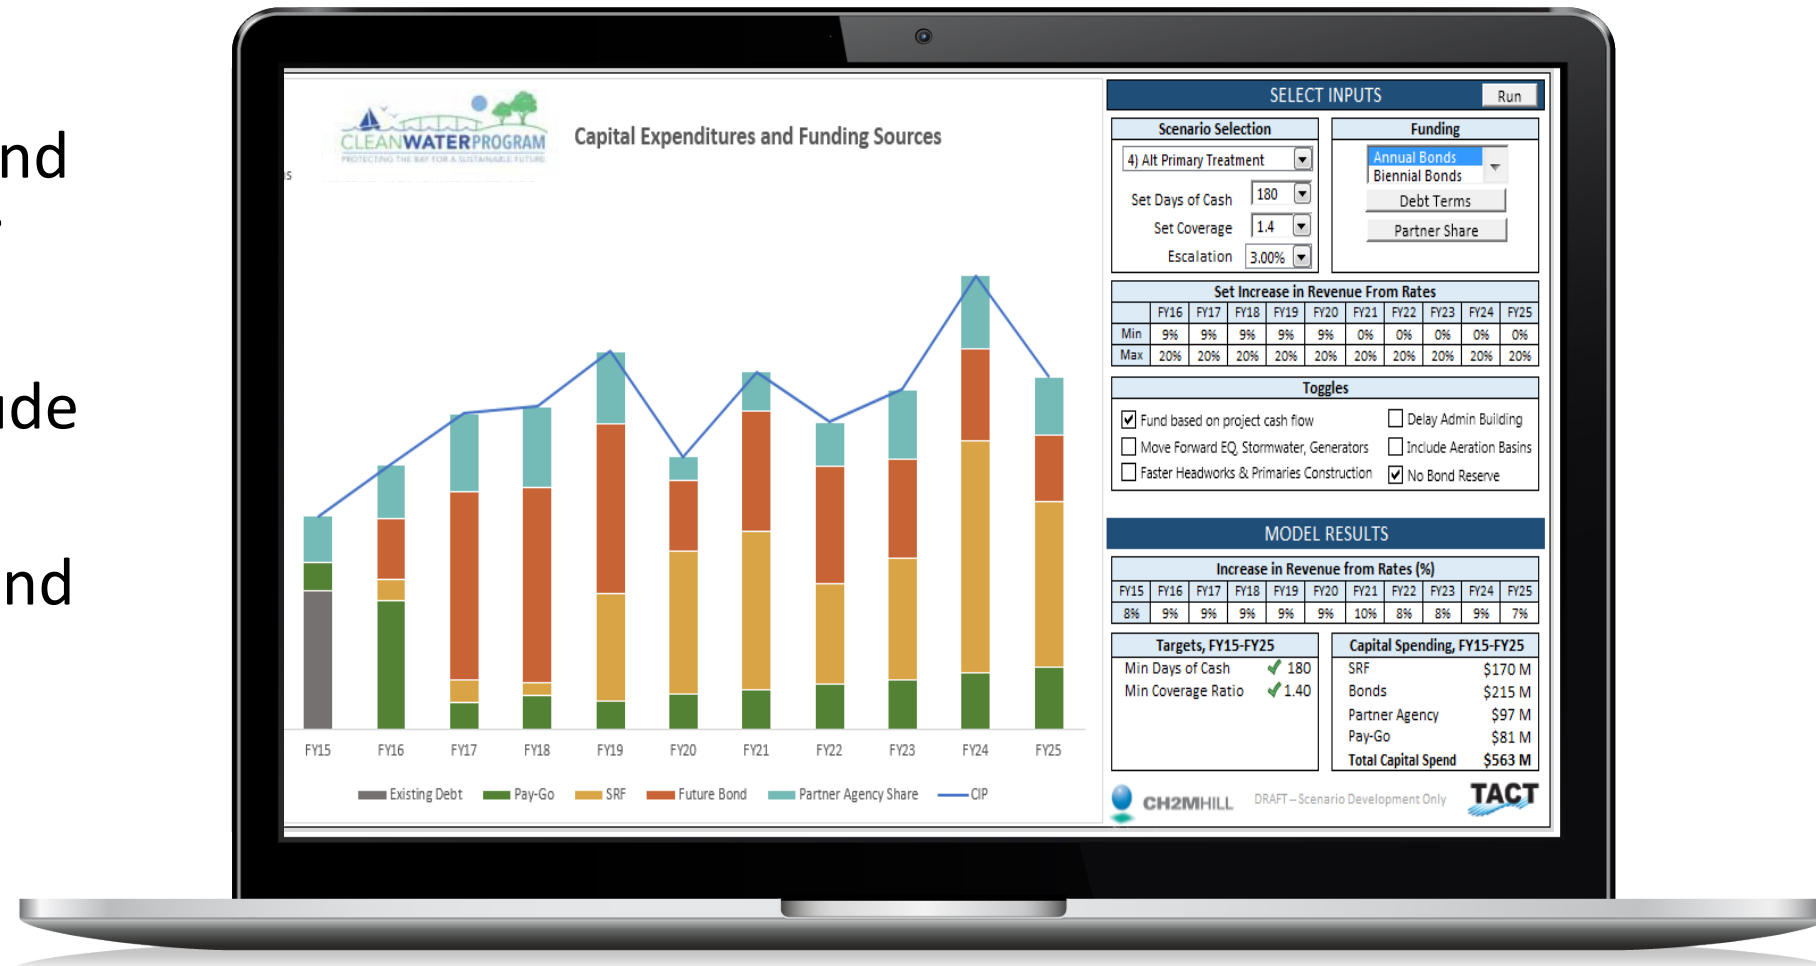 nd
ude
nd
CLEANWATERPROGRAM
PROTECTING THE BAY FOR A SUSTAINABLE FUTURE
Capital Expenditures and Funding Sources
FY15 FY16 FY17 FY18 FY19 FY20 FY21 FY22 FY23 FY24 FY25
Existing Debt Pay-Go SRF Future Bond Partner Agency Share CIP
SELECT INPUTS Run
Scenario Selection
4) Alt Primary Treatment
Set Days of Cash 180
Set Coverage 1.4
Escalation 3.00%
Funding
Annual Bonds
Biennial Bonds
Debt Terms
Partner Share
Set Increase in Revenue From Rates
FY16 FY17 FY18 FY19 FY20 FY21 FY22 FY23 FY24 FY25
Min 9% 9% 9% 9% 9% 0% 0% 0% 0% 0%
Max 20% 20% 20% 20% 20% 20% 20% 20% 20% 20%
Toggles
Fund based on project cash flow Delay Admin Building
Move Forward EQ, Stormwater, Generators Include Aeration Basins
Faster Headworks & Primaries Construction No Bond Reserve
MODEL RESULTS
Increase in Revenue from Rates (%)
FY15 FY16 FY17 FY18 FY19 FY20 FY21 FY22 FY23 FY24 FY25
8% 9% 9% 9% 9% 9% 10% 8% 8% 9% 7%
Targets, FY15-FY25
Min Days of Cash 180
Min Coverage Ratio 1.40
Capital Spending, FY15-FY25
SRF $170 M
Bonds $215 M
Partner Agency $97 M
Pay-Go $81 M
Total Capital Spend $563 M
CH2MHILL DRAFT – Scenario Development Only TACT